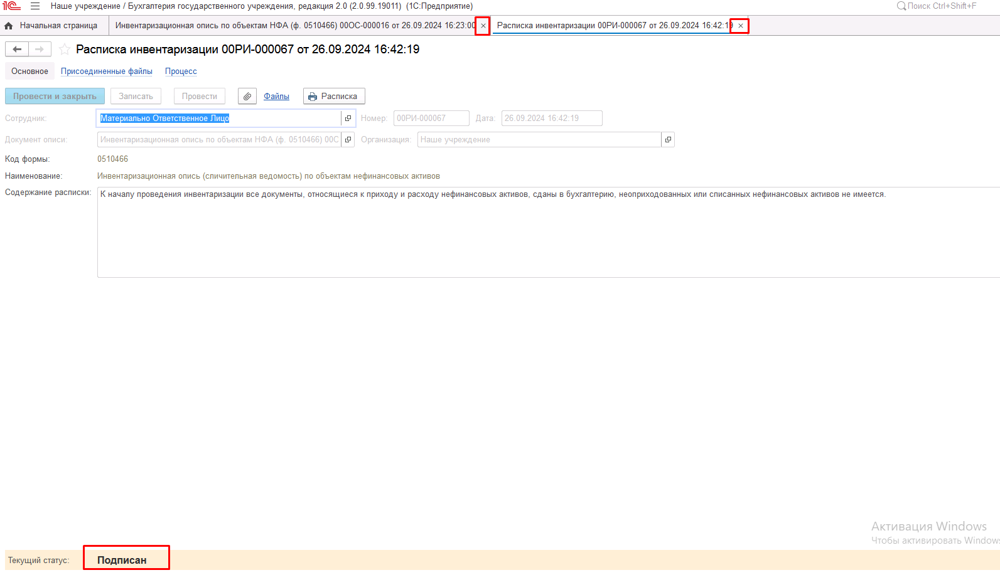 1С Наше учреждение / Бухгалтерия государственного учреждения, редакция 2.0 (2.0.99.19011) (1С:Предприятие) Поиск Ctrl+Shift+F
Начальная страница Инвентаризационная опись по объектам НФА (ф. 0510466) 00ОС-000016 от 26.09.2024 16:23:00 × Расписка инвентаризации 00РИ-000067 от 26.09.2024 16:42:19 ×
Расписка инвентаризации 00РИ-000067 от 26.09.2024 16:42:19
Основное Присоединенные файлы Процесс
Провести и закрыть Записать Провести Файлы Расписка
Сотрудник: Материально Ответственное Лицо Номер: 00РИ-000067 Дата: 26.09.2024 16:42:19
Документ описи: Инвентаризационная опись по объектам НФА (ф. 0510466) 00С Организация: Наше учреждение
Код формы: 0510466
Наименование: Инвентаризационная опись (сличительная ведомость) по объектам нефинансовых активов
Содержание расписки: К началу проведения инвентаризации все документы, относящиеся к приходу и расходу нефинансовых активов, сданы в бухгалтерию, неоприходованных или списанных нефинансовых активов не имеется.
Активация Windows
Чтобы активировать Windows
Текущий статус: Подписан